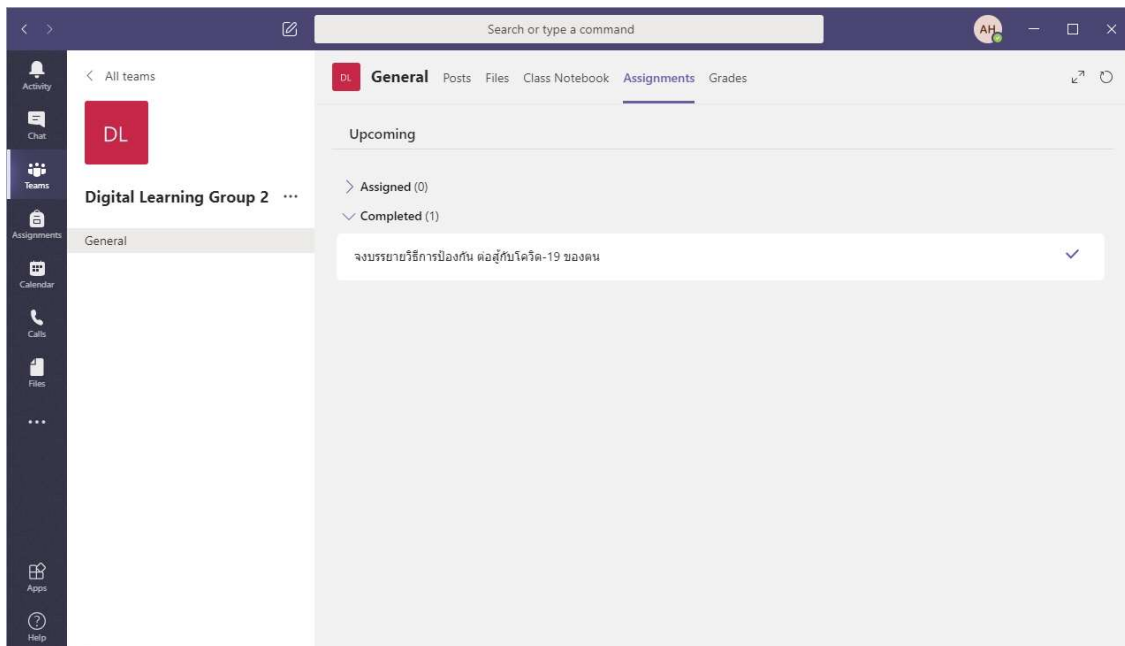 Search or type a command
AH
Activity
Chat
Teams
Assignments
Calendar
Calls
Files
Apps
Help
All teams
DL
Digital Learning Group 2
General
DL General Posts Files Class Notebook Assignments Grades
Upcoming
Assigned (0)
Completed (1)
จงบรรยายวิธีการป้องกัน ต่อสู้กับโควิด-19 ของตน